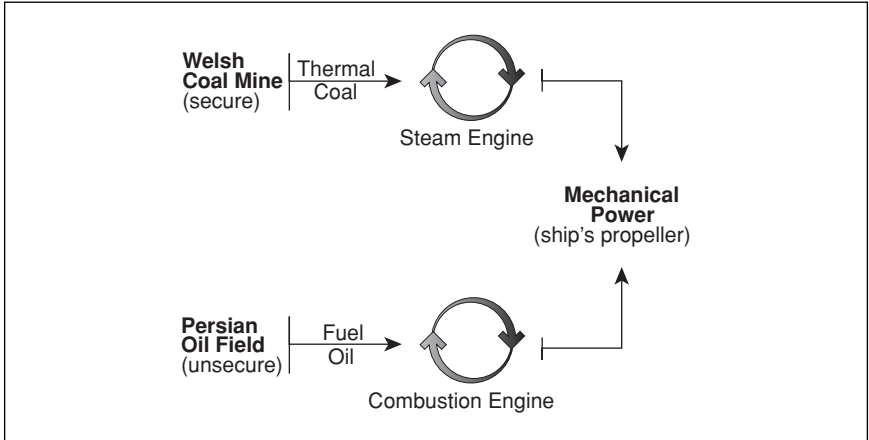 Welsh
Coal Mine
(secure)
Thermal
Coal
Steam Engine
Mechanical
Power
(ship's propeller)
Persian
Oil Field
(unsecure)
Fuel
Oil
Combustion Engine